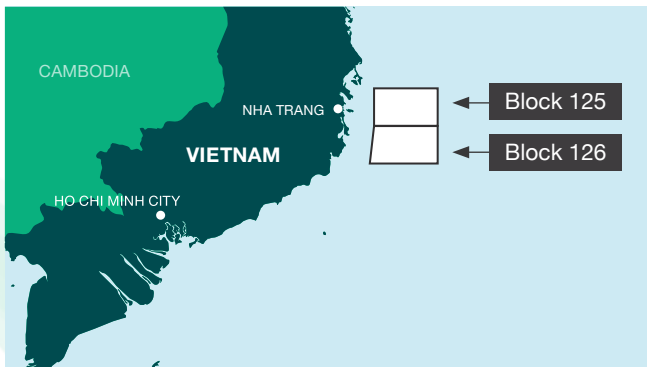 CAMBODIA
Block 125
NHA TRANG
Block 126
VIETNAM
HO CHI MINH CITY